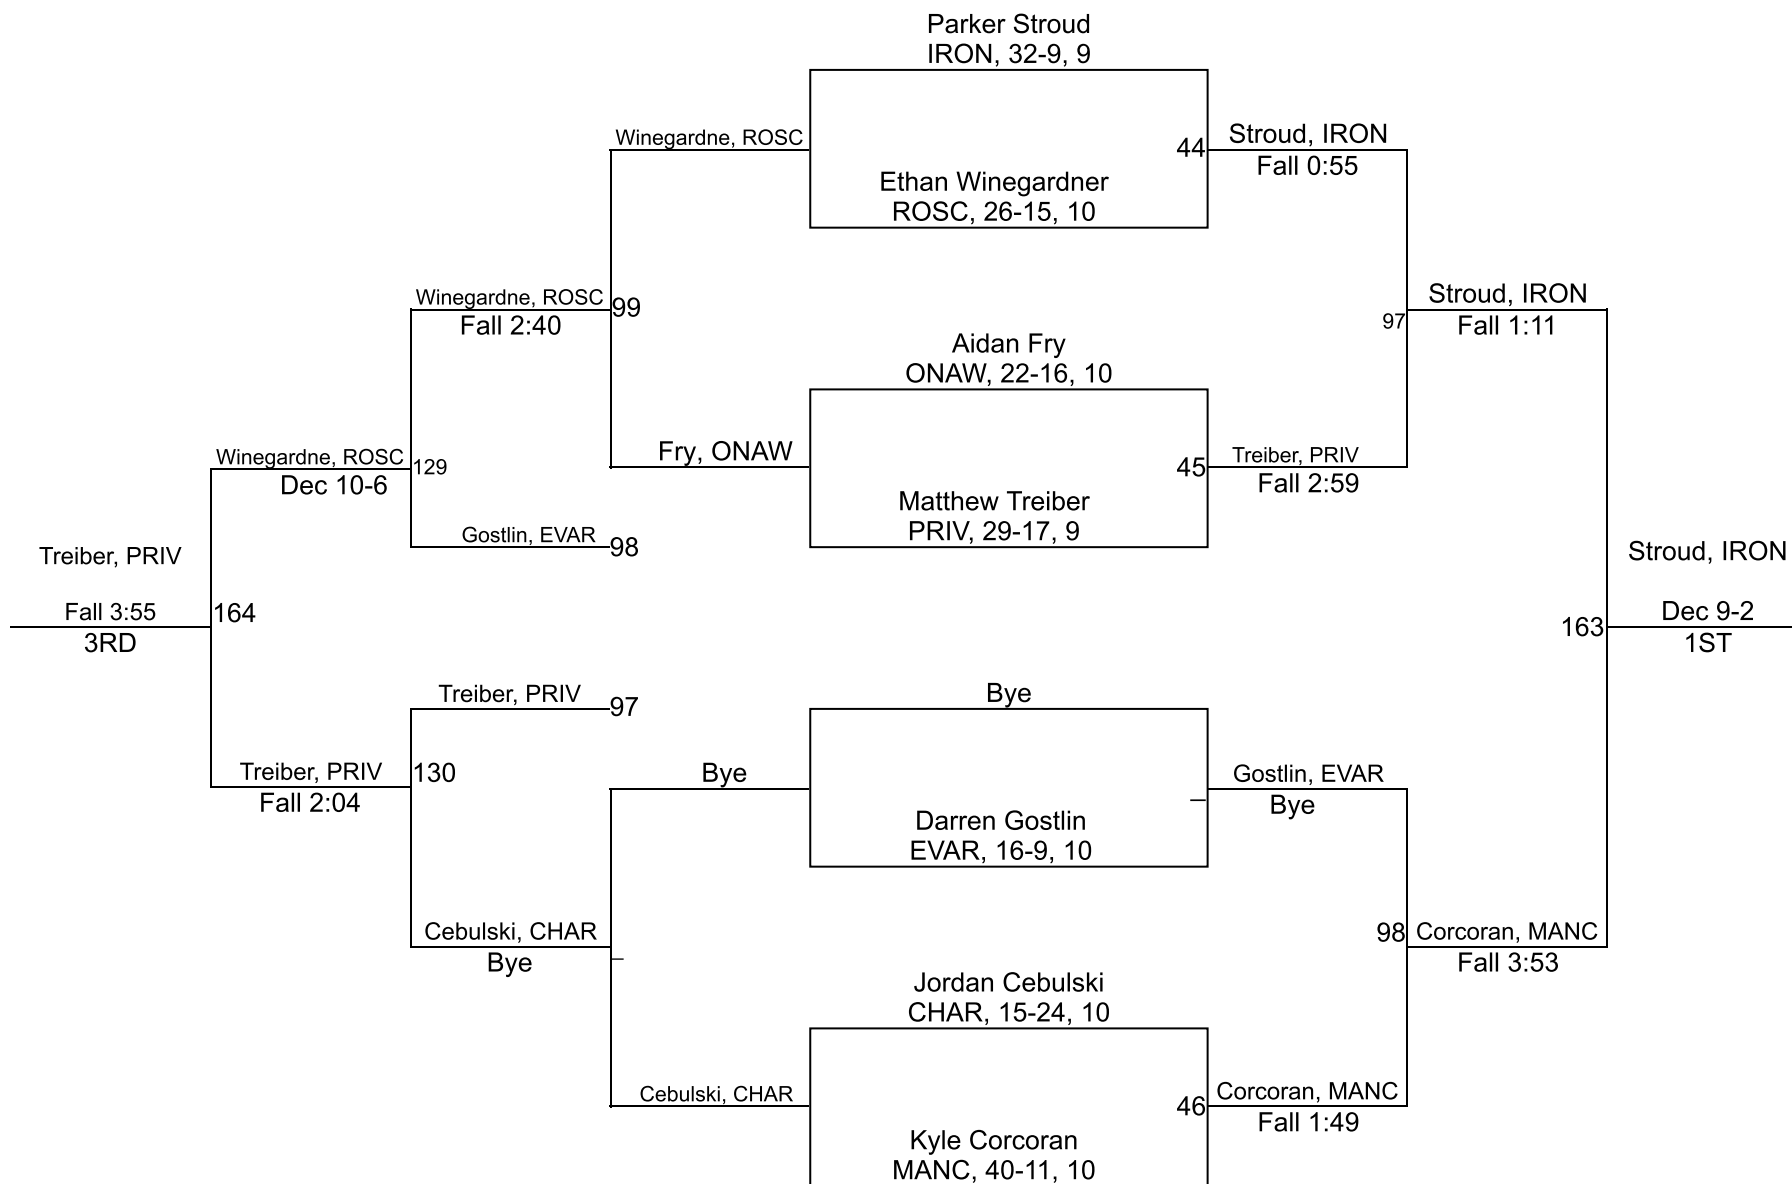 Parker Stroud
IRON, 32-9, 9
Winegardne, ROSC
44
Stroud, IRON
Fall 0:55
Ethan Winegardner
ROSC, 26-15, 10
Winegardne, ROSC
99
Fall 2:40
Stroud, IRON
97
Fall 1:11
Aidan Fry
ONAW, 22-16, 10
Winegardne, ROSC
129
Dec 10-6
Fry, ONAW
45
Treiber, PRIV
Fall 2:59
Matthew Treiber
PRIV, 29-17, 9
Gostlin, EVAR
98
Treiber, PRIV
Fall 3:55
3RD
164
Stroud, IRON
163
Dec 9-2
1ST
Treiber, PRIV
97
Bye
Treiber, PRIV
130
Fall 2:04
Bye
Gostlin, EVAR
Bye
Darren Gostlin
EVAR, 16-9, 10
Cebulski, CHAR
Bye
98
Corcoran, MANC
Fall 3:53
Jordan Cebulski
CHAR, 15-24, 10
Cebulski, CHAR
46
Corcoran, MANC
Fall 1:49
Kyle Corcoran
MANC, 40-11, 10